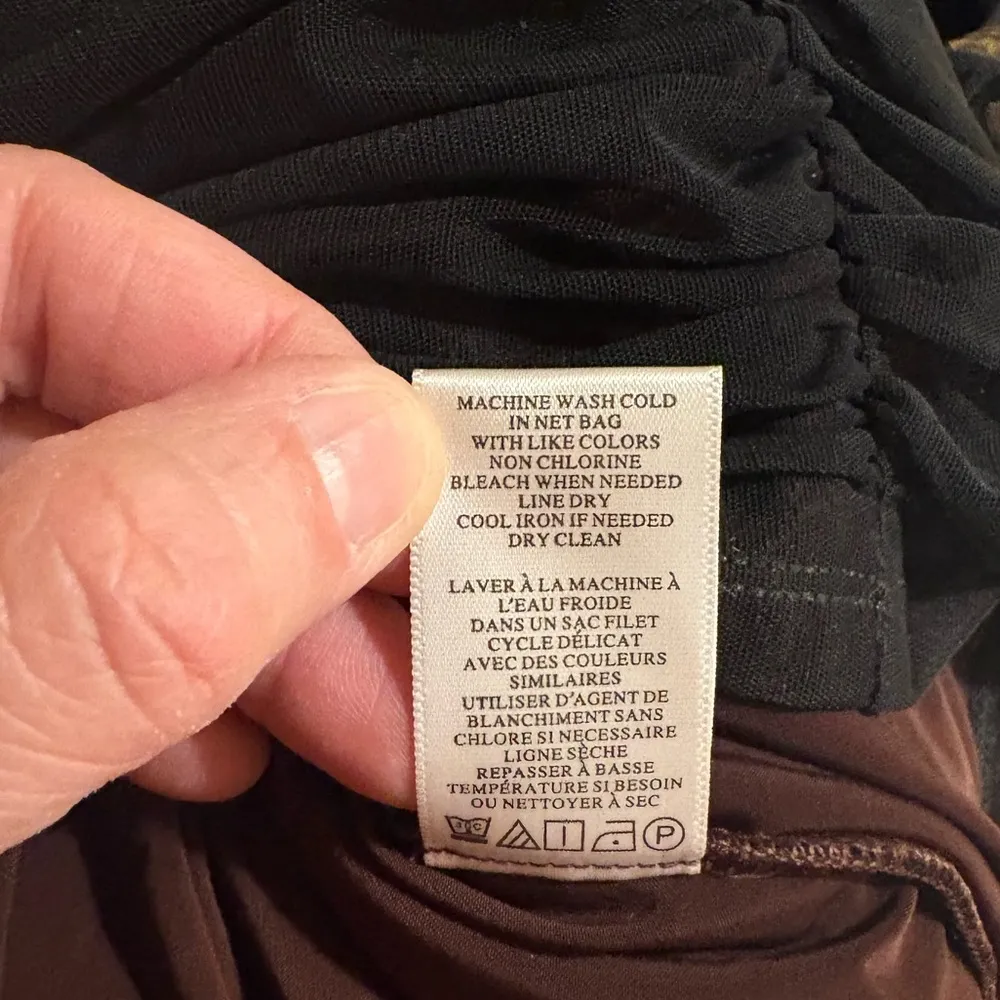 MACHINE WASH COLD
IN NET BAG
WITH LIKE COLORS
NON CHLORINE
BLEACH WHEN NEEDED
LINE DRY
COOL IRON IF NEEDED
DRY CLEAN
LAVER À LA MACHINE À
L'EAU FROIDE
DANS UN SAC FILET
CYCLE DÉLICAT
AVEC DES COULEURS
SIMILAIRES
UTILISER D'AGENT DE
BLANCHIMENT SANS
CHLORE SI NECESSAIRE
LIGNE SÈCHE
REPASSER À BASSE
TEMPÉRATURE SI BESOIN
OU NETTOYER À SEC
P